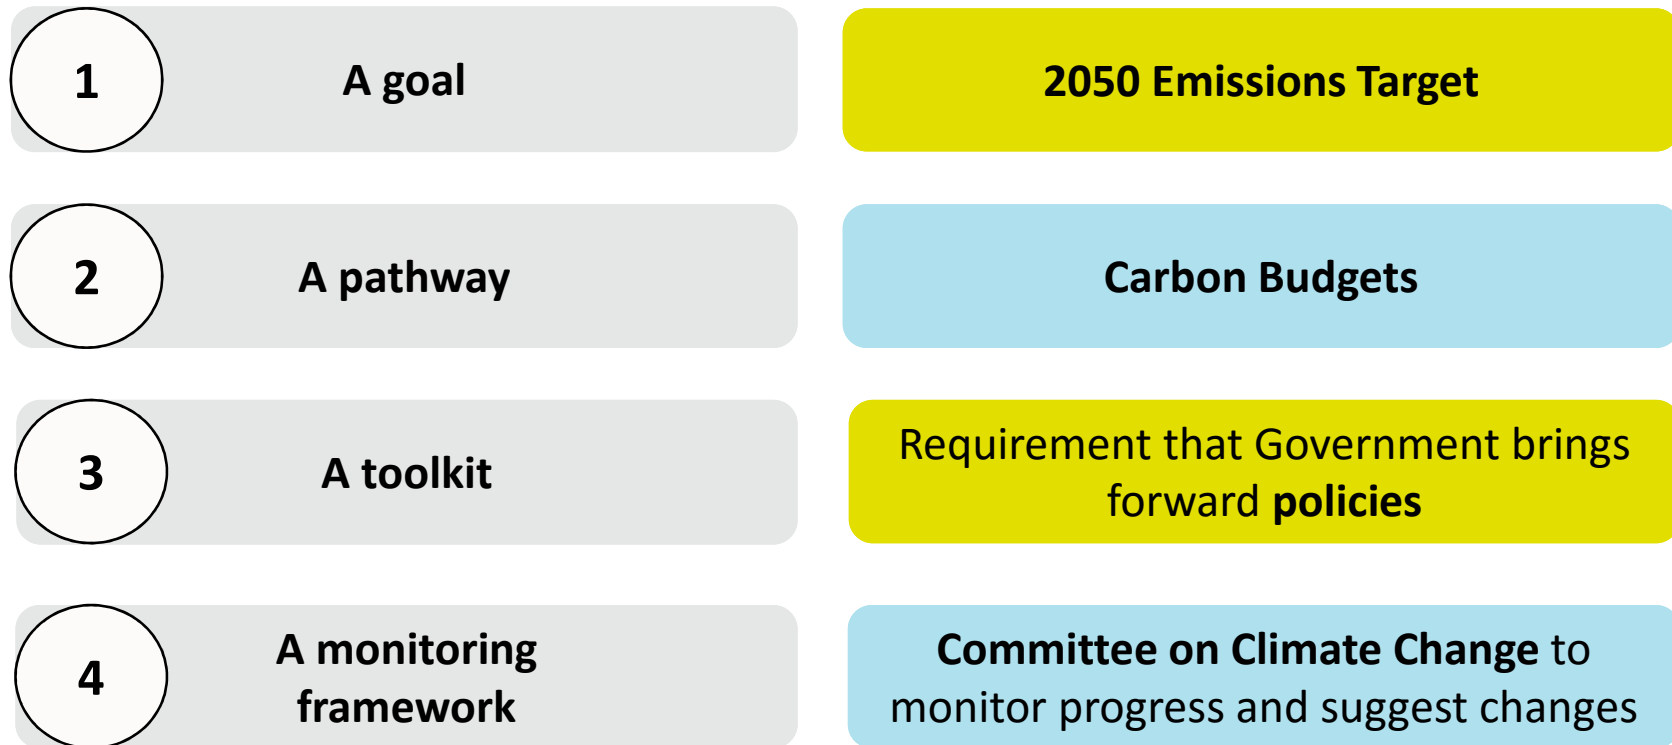 1
A goal
2050 Emissions Target
2
A pathway
Carbon Budgets
3
A toolkit
Requirement that Government brings
forward policies
4
A monitoring
framework
Committee on Climate Change to
monitor progress and suggest changes